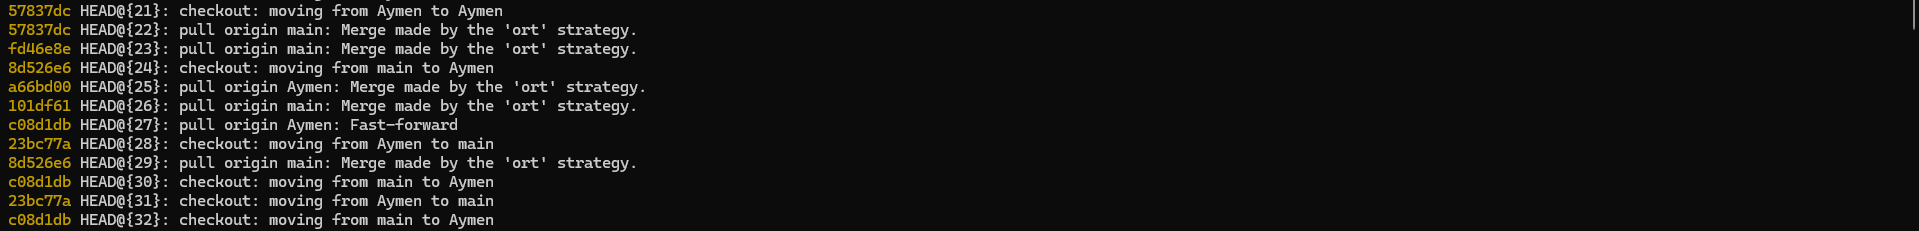 57837dc HEAD@{21}: checkout: moving from Aymen to Aymen
57837dc HEAD@{22}: pull origin main: Merge made by the 'ort' strategy.
fd46e8e HEAD@{23}: pull origin main: Merge made by the 'ort' strategy.
8d526e6 HEAD@{24}: checkout: moving from main to Aymen
a66bd00 HEAD@{25}: pull origin Aymen: Merge made by the 'ort' strategy.
101df61 HEAD@{26}: pull origin main: Merge made by the 'ort' strategy.
c08d1db HEAD@{27}: pull origin Aymen: Fast-forward
23bc77a HEAD@{28}: checkout: moving from Aymen to main
8d526e6 HEAD@{29}: pull origin main: Merge made by the 'ort' strategy.
c08d1db HEAD@{30}: checkout: moving from main to Aymen
23bc77a HEAD@{31}: checkout: moving from Aymen to main
c08d1db HEAD@{32}: checkout: moving from main to Aymen